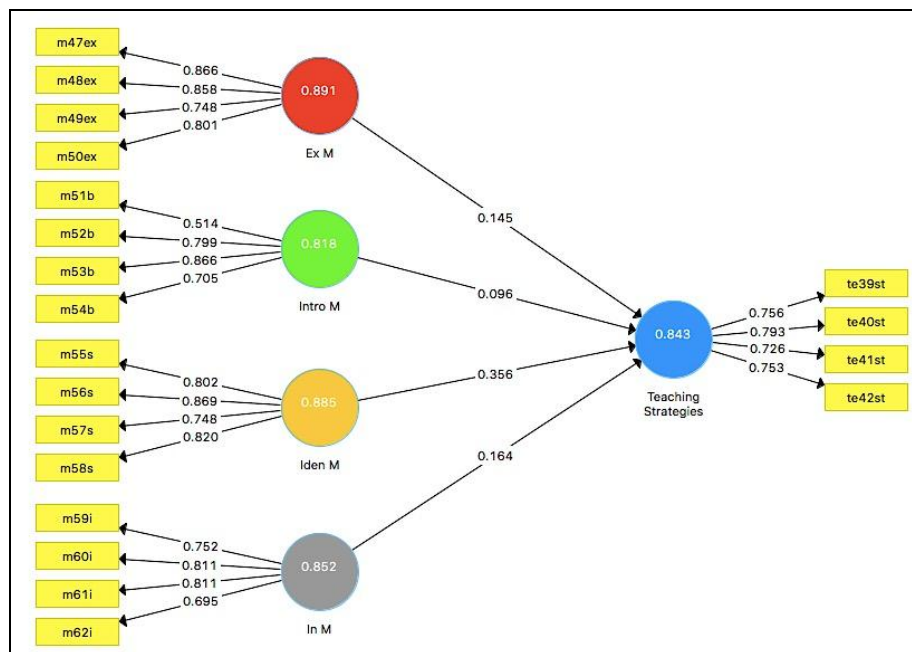 m47ex
m48ex
m49ex
m50ex
0.866
0.858
0.748
0.801
0.891
Ex M
m51b
m52b
m53b
m54b
0.514
0.799
0.866
0.705
0.818
Intro M
m55s
m56s
m57s
m58s
0.802
0.869
0.748
0.820
0.885
Iden M
m59i
m60i
m61i
m62i
0.752
0.811
0.811
0.695
0.852
In M
0.145
0.096
0.356
0.164
0.843
Teaching
Strategies
0.756
0.793
0.726
0.753
te39st
te40st
te41st
te42st